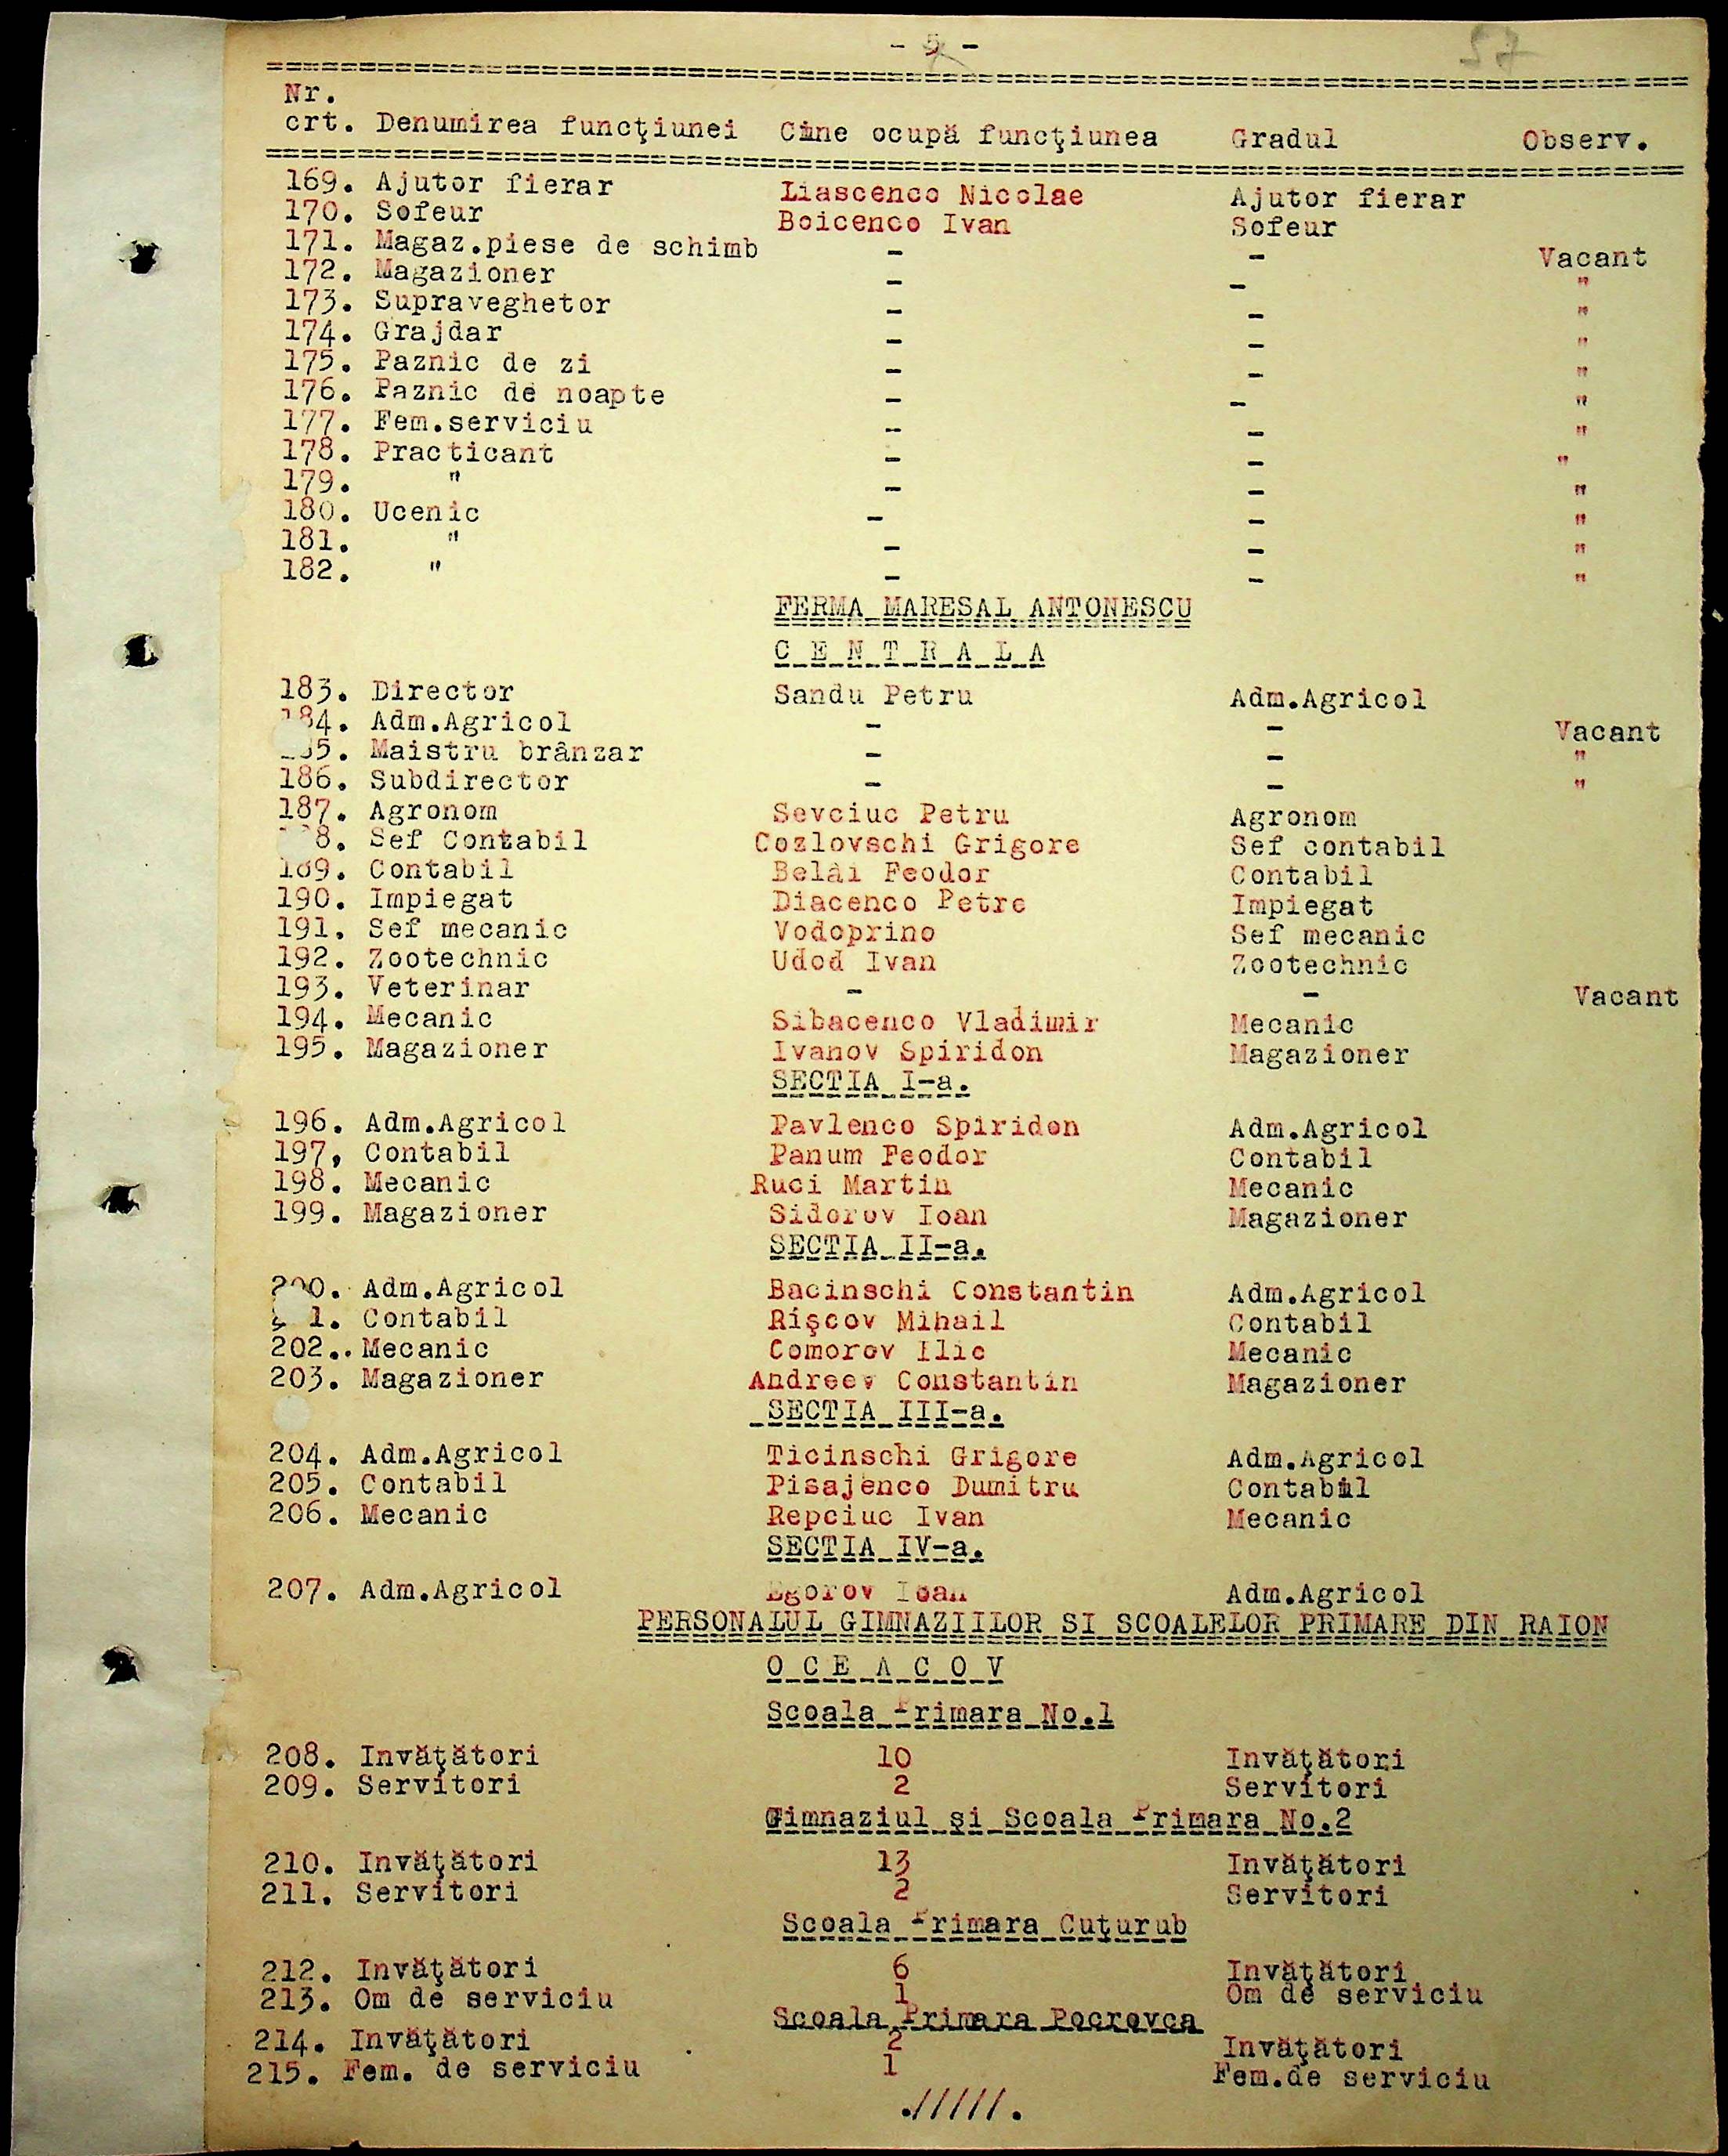 - 5 - 57
Nr.
crt. Denumirea funcţiunei Cine ocupă funcţiunea Gradul Observ.
169. Ajutor fierar Liascenco Nicolae Ajutor fierar
170. Sofeur Boicenco Ivan Sofeur
171. Magaz.piese de schimb - - Vacant
172. Magazioner - - "
173. Supraveghetor - - "
174. Grajdar - - "
175. Paznic de zi - - "
176. Paznic de noapte - - "
177. Fem.serviciu - - "
178. Practicant - - "
179. " - - "
180. Ucenic - - "
181. " - - "
182. " - - "
FERMA MARESAL ANTONESCU
C E N T R A L A
183. Director Sandu Petru Adm.Agricol
184. Adm.Agricol - - Vacant
185. Maistru brânzar - - "
186. Subdirector - - "
187. Agronom Sevciuc Petru Agronom
8. Sef Contabil Cozlovschi Grigore Sef contabil
189. Contabil Belâi Feodor Contabil
190. Impiegat Diacenco Petre Impiegat
191. Sef mecanic Vodoprino Sef mecanic
192. Zootechnic Udod Ivan Zootechnic
193. Veterinar - - Vacant
194. Mecanic Sibacenco Vladimir Mecanic
195. Magazioner Ivanov Spiridon Magazioner
SECTIA I-a.
196. Adm.Agricol Pavlenco Spiridon Adm.Agricol
197, Contabil Panum Feodor Contabil
198. Mecanic Ruci Martin Mecanic
199. Magazioner Sidorov Ioan Magazioner
SECTIA II-a.
200. Adm.Agricol Bacinschi Constantin Adm.Agricol
1. Contabil Rişcov Mihail Contabil
202.. Mecanic Comorov Ilie Mecanic
203. Magazioner Andreev Constantin Magazioner
SECTIA III-a.
204. Adm.Agricol Ticinschi Grigore Adm.Agricol
205. Contabil Pisajenco Dumitru Contabil
206. Mecanic Repciuc Ivan Mecanic
SECTIA IV-a.
207. Adm.Agricol Egorov Ioan Adm.Agricol
PERSONALUL GIMNAZIILOR SI SCOALELOR PRIMARE DIN RAION
O C E A C O V
Scoala Primara No.1
208. Invăţători 10 Invăţători
209. Servitori 2 Servitori
Gimnaziul şi Scoala Primara No.2
210. Invăţători 13 Invăţători
211. Servitori 2 Servitori
Scoala Primara Cuţurub
212. Invăţători 6 Invăţători
213. Om de serviciu 1 Om de serviciu
Scoala Primara Pocrovca
214. Invăţători 2 Invăţători
215. Fem. de serviciu 1 Fem.de serviciu
./////.